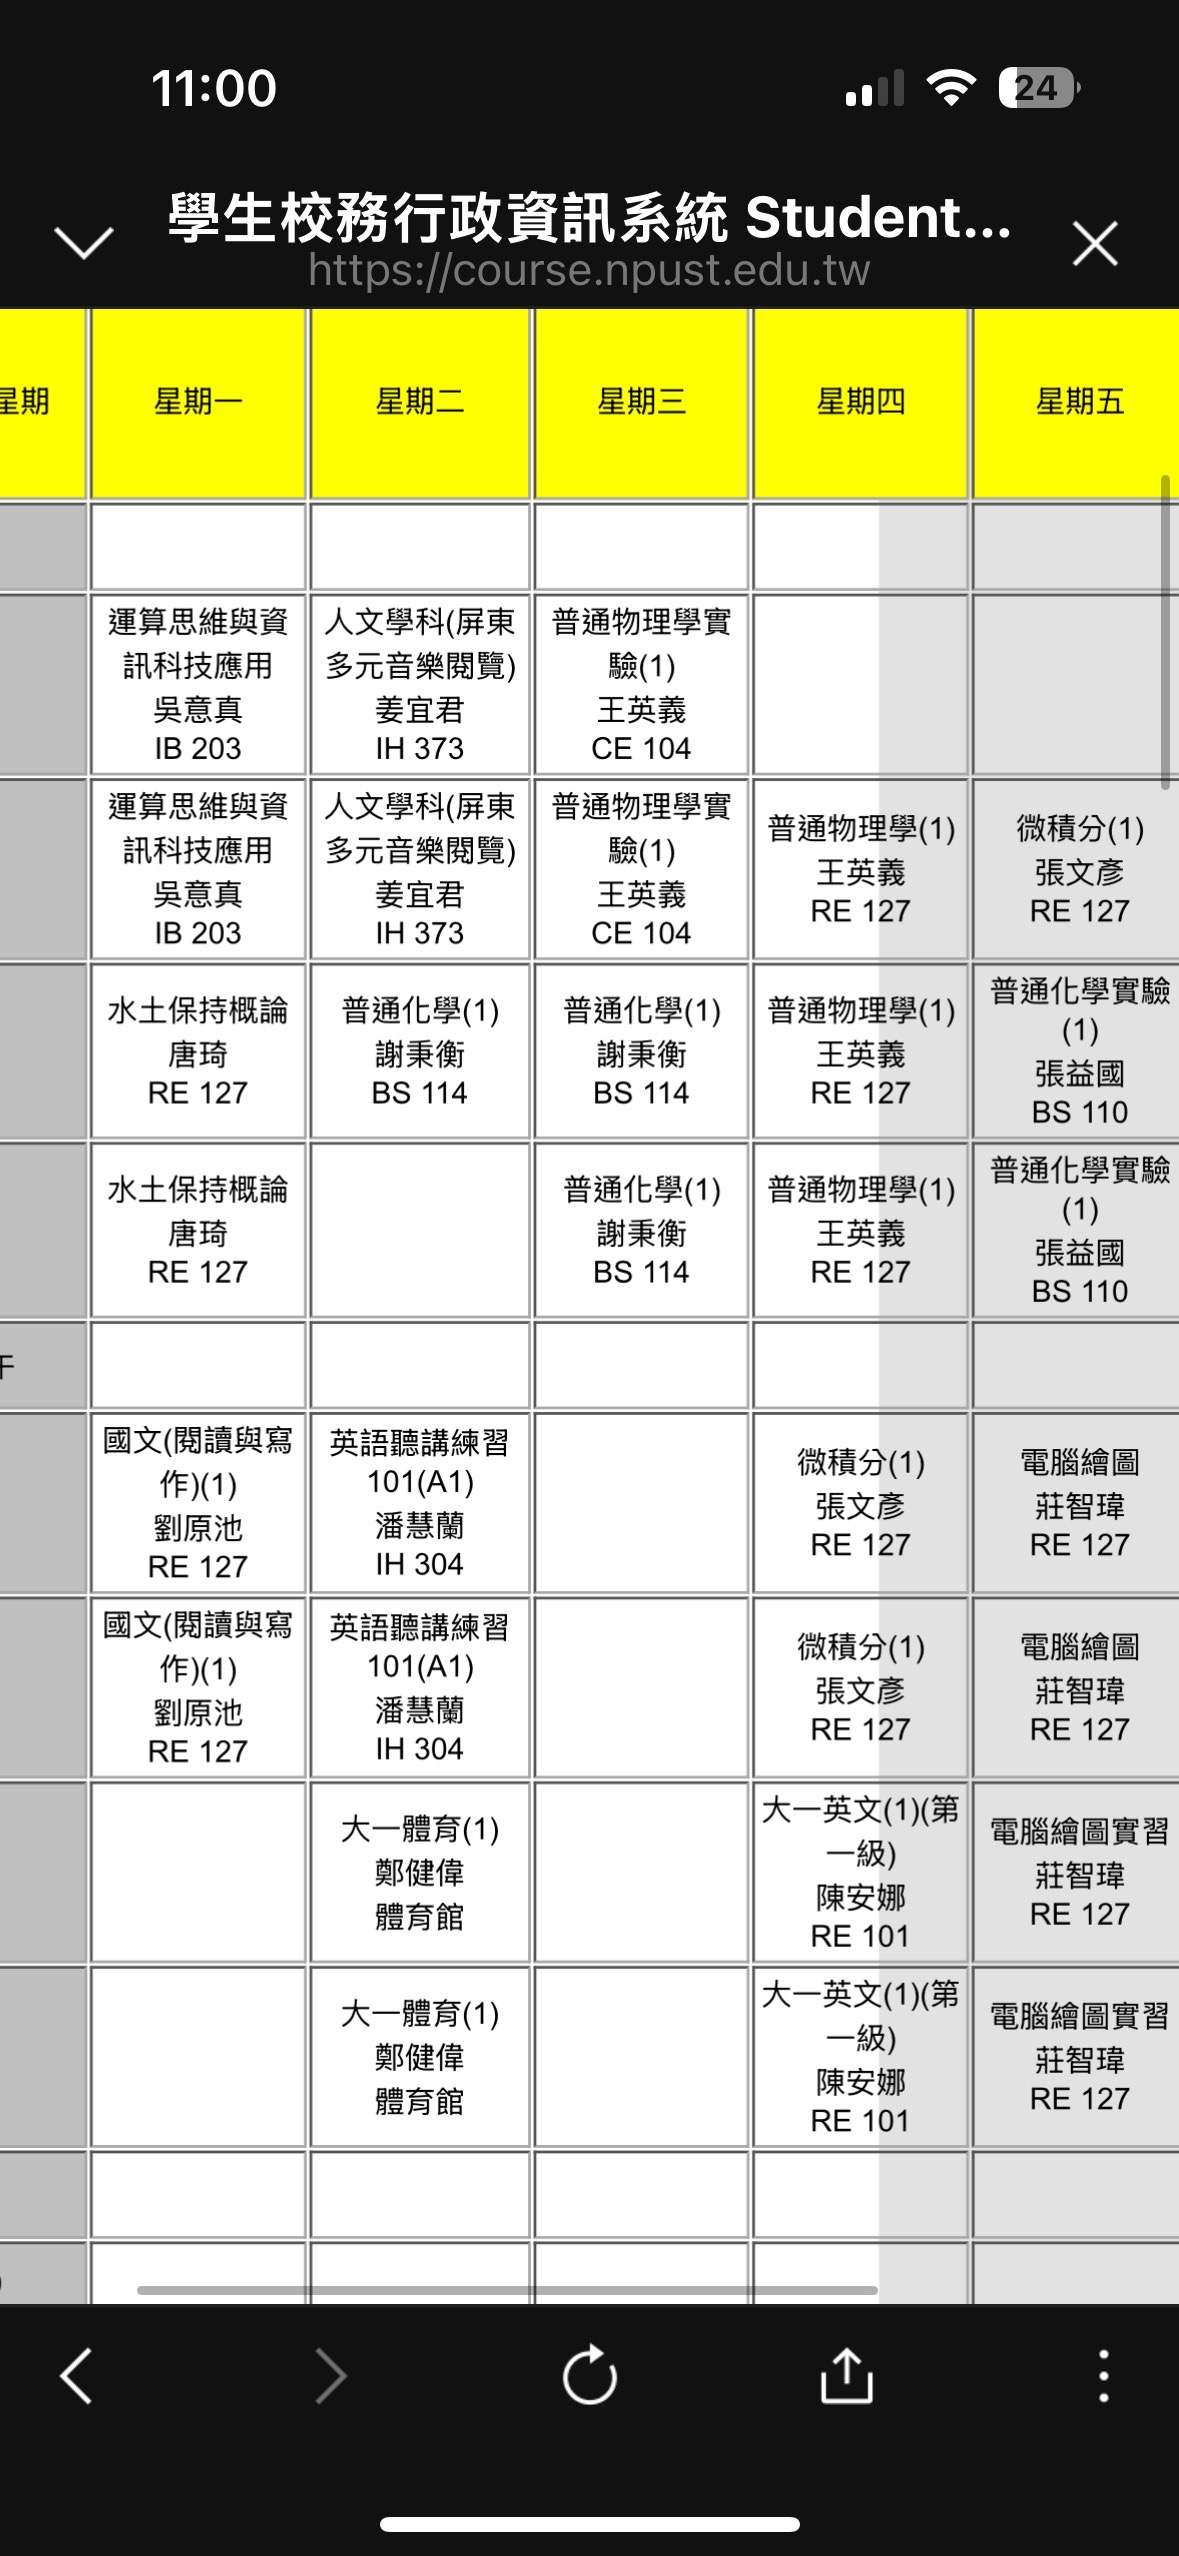 11:00
24
學生校務行政資訊系統 Student...
https://course.npust.edu.tw
星期
星期一
星期二
星期三
星期四
星期五
運算思維與資
訊科技應用
吳意真
IB 203
人文學科(屏東
多元音樂閱覽)
姜宜君
IH 373
普通物理學實
驗(1)
王英義
CE 104
運算思維與資
訊科技應用
吳意真
IB 203
人文學科(屏東
多元音樂閱覽)
姜宜君
IH 373
普通物理學實
驗(1)
王英義
CE 104
普通物理學(1)
王英義
RE 127
微積分(1)
張文彥
RE 127
水土保持概論
唐琦
RE 127
普通化學(1)
謝秉衡
BS 114
普通化學(1)
謝秉衡
BS 114
普通物理學(1)
王英義
RE 127
普通化學實驗
(1)
張益國
BS 110
水土保持概論
唐琦
RE 127
普通化學(1)
謝秉衡
BS 114
普通物理學(1)
王英義
RE 127
普通化學實驗
(1)
張益國
BS 110
午
國文(閱讀與寫
作)(1)
劉原池
RE 127
英語聽講練習
101(A1)
潘慧蘭
IH 304
微積分(1)
張文彥
RE 127
電腦繪圖
莊智瑋
RE 127
國文(閱讀與寫
作)(1)
劉原池
RE 127
英語聽講練習
101(A1)
潘慧蘭
IH 304
微積分(1)
張文彥
RE 127
電腦繪圖
莊智瑋
RE 127
大一體育(1)
鄭健偉
體育館
大一英文(1)(第
一級)
陳安娜
RE 101
電腦繪圖實習
莊智瑋
RE 127
大一體育(1)
鄭健偉
體育館
大一英文(1)(第
一級)
陳安娜
RE 101
電腦繪圖實習
莊智瑋
RE 127